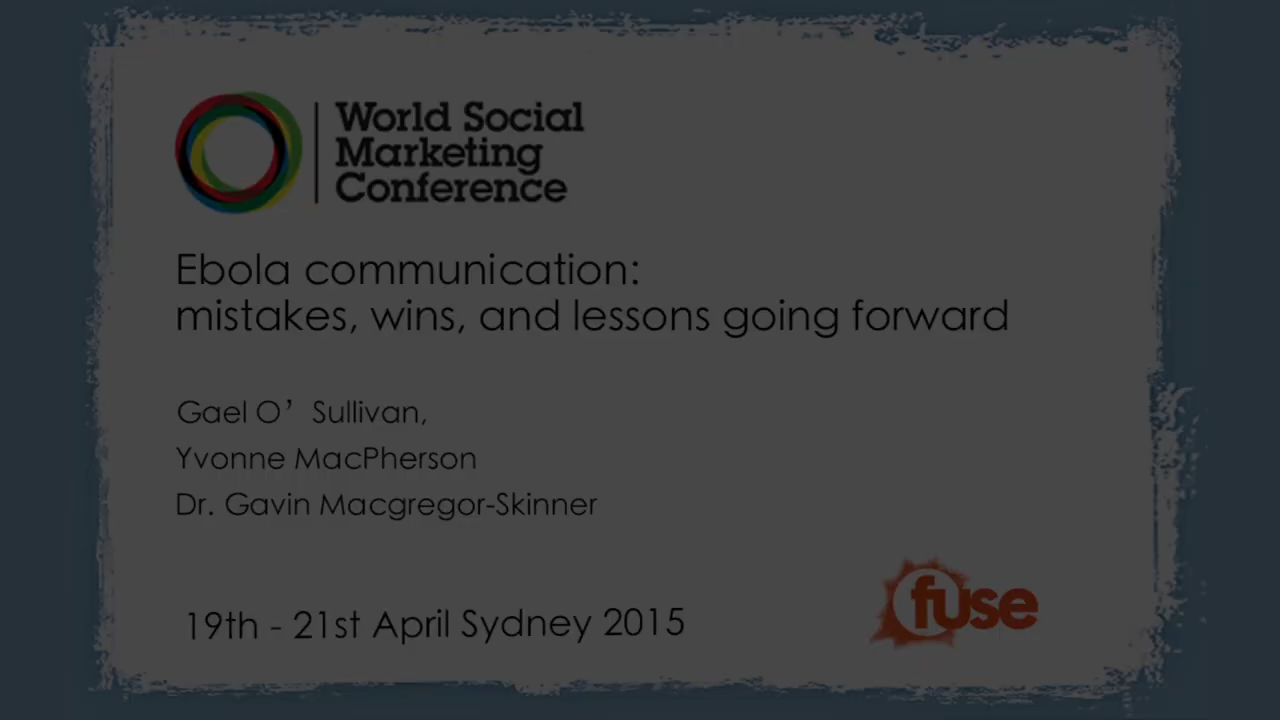 World Social
Marketing
Conference
Ebola communication:
mistakes, wins, and lessons going forward
Gael O’ Sullivan,
Yvonne MacPherson
Dr. Gavin Macgregor-Skinner
19th - 21st April Sydney 2015
fuse